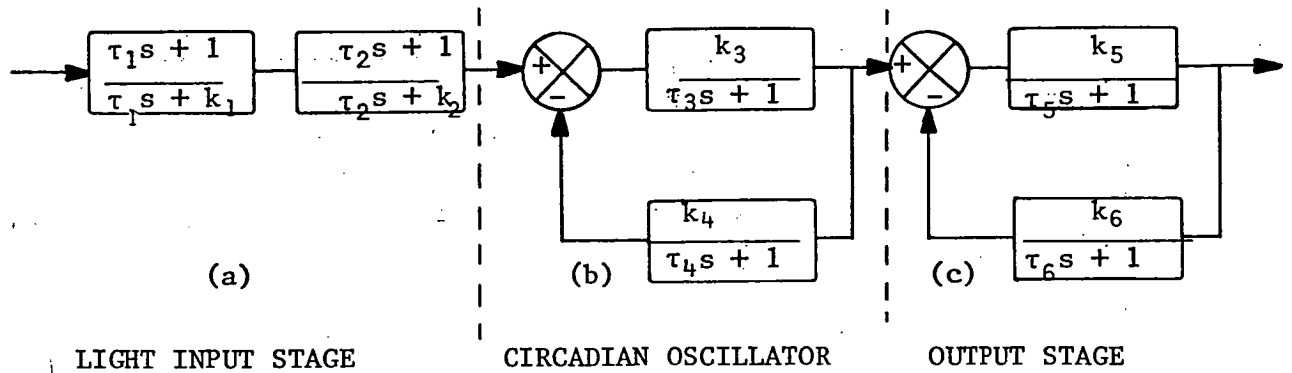 τ₁s + 1
τ₁s + k₁
τ₂s + 1
τ₂s + k₂
+
-
k₃
τ₃s + 1
k₄
τ₄s + 1
+
-
k₅
τ₅s + 1
k₆
τ₆s + 1
(a)
(b)
(c)
LIGHT INPUT STAGE
CIRCADIAN OSCILLATOR
OUTPUT STAGE